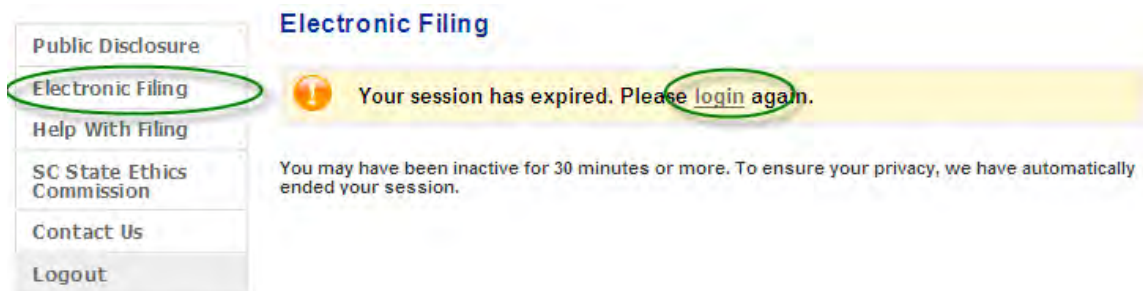 Public Disclosure
Electronic Filing
Help With Filing
SC State Ethics
Commission
Contact Us
Logout
Electronic Filing
Your session has expired. Please login again.
You may have been inactive for 30 minutes or more. To ensure your privacy, we have automatically
ended your session.